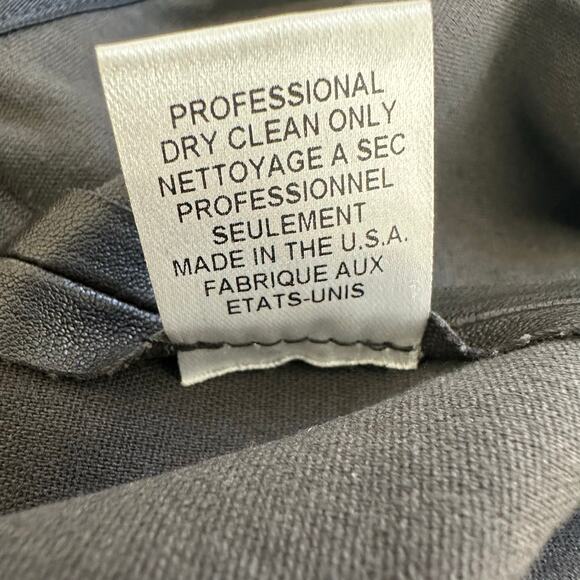 PROFESSIONAL
DRY CLEAN ONLY
NETTOYAGE A SEC
PROFESSIONNEL
SEULEMENT
MADE IN THE U.S.A.
FABRIQUE AUX
ETATS-UNIS